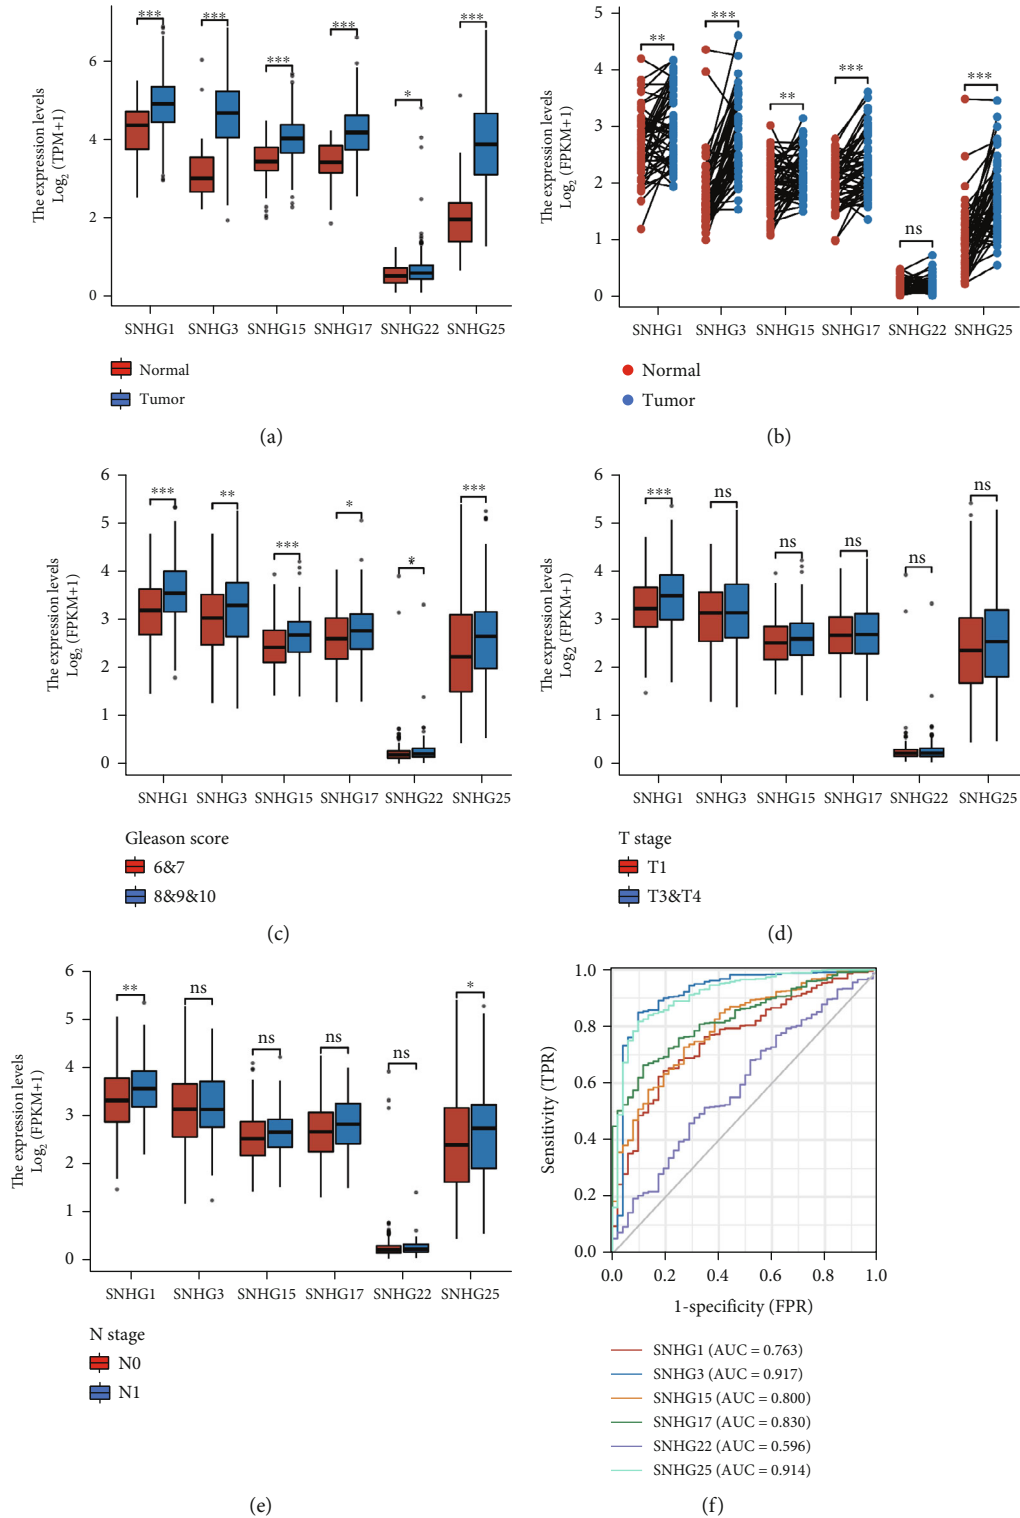 The expression levels
Log2 (TPM+1)
6
4
2
0
*** *** *** *** * ***
SNHG1 SNHG3 SNHG15 SNHG17 SNHG22 SNHG25
Normal
Tumor
(a)
The expression levels
Log2 (FPKM+1)
5
4
3
2
1
0
** *** ** *** ns ***
SNHG1 SNHG3 SNHG15 SNHG17 SNHG22 SNHG25
Normal
Tumor
(b)
The expression levels
Log2 (FPKM+1)
6
5
4
3
2
1
0
*** ** *** * * ***
SNHG1 SNHG3 SNHG15 SNHG17 SNHG22 SNHG25
Gleason score
6&7
8&9&10
(c)
The expression levels
Log2 (FPKM+1)
6
5
4
3
2
1
0
*** ns ns ns ns ns
SNHG1 SNHG3 SNHG15 SNHG17 SNHG22 SNHG25
T stage
T1
T3&T4
(d)
The expression levels
Log2 (FPKM+1)
6
5
4
3
2
1
0
** ns ns ns ns *
SNHG1 SNHG3 SNHG15 SNHG17 SNHG22 SNHG25
N stage
N0
N1
(e)
Sensitivity (TPR)
1.0
0.8
0.6
0.4
0.2
0.0
0.0 0.2 0.4 0.6 0.8 1.0
1-specificity (FPR)
SNHG1 (AUC = 0.763)
SNHG3 (AUC = 0.917)
SNHG15 (AUC = 0.800)
SNHG17 (AUC = 0.830)
SNHG22 (AUC = 0.596)
SNHG25 (AUC = 0.914)
(f)